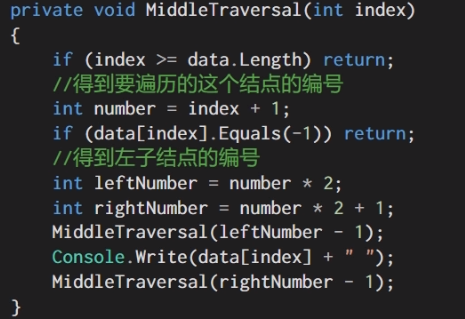 private void MiddleTraversal(int index)
{
    if (index >= data.Length) return;
    //得到要遍历的这个结点的编号
    int number = index + 1;
    if (data[index].Equals(-1)) return;
    //得到左子结点的编号
    int leftNumber = number * 2;
    int rightNumber = number * 2 + 1;
    MiddleTraversal(leftNumber - 1);
    Console.Write(data[index] + " ");
    MiddleTraversal(rightNumber - 1);
}